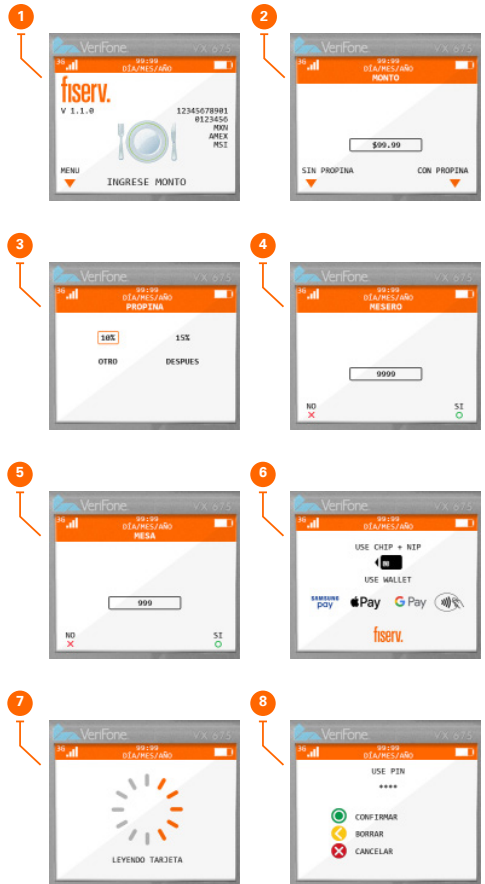 1
VeriFone
VX 675
3G 99:99
DÍA/MES/AÑO
fiserv.
V 1.1.0
12345678901
0123456
MXN
AMEX
MSI
MENU
INGRESE MONTO
2
VeriFone
VX 675
3G 99:99
DÍA/MES/AÑO
MONTO
$99.99
SIN PROPINA CON PROPINA
3
VeriFone
VX 675
3G 99:99
DÍA/MES/AÑO
PROPINA
10% 15%
OTRO DESPUES
4
VeriFone
VX 675
3G 99:99
DÍA/MES/AÑO
MESERO
9999
NO SI
5
VeriFone
VX 675
3G 99:99
DÍA/MES/AÑO
MESA
999
NO SI
6
VeriFone
VX 675
3G 99:99
DÍA/MES/AÑO
USE CHIP + NIP
USE WALLET
SAMSUNG
pay Pay G Pay
fiserv.
7
VeriFone
VX 675
3G 99:99
DÍA/MES/AÑO
LEYENDO TARJETA
8
VeriFone
VX 675
3G 99:99
DÍA/MES/AÑO
USE PIN
****
CONFIRMAR
BORRAR
CANCELAR